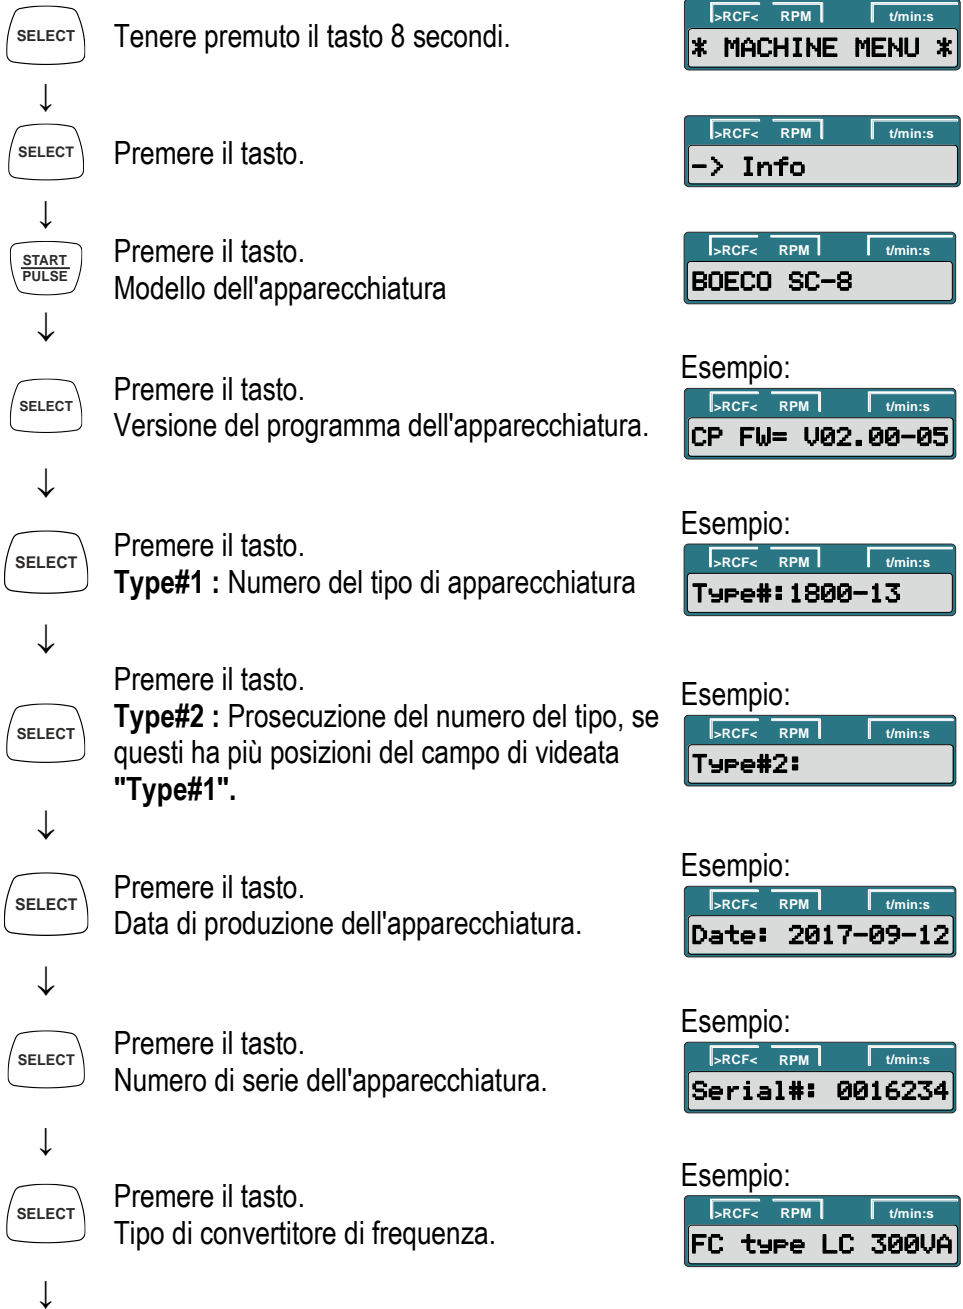 SELECT
Tenere premuto il tasto 8 secondi.
>RCF< RPM t/min:s
* MACHINE MENU *
↓
SELECT
Premere il tasto.
>RCF< RPM t/min:s
-> Info
↓
START
PULSE
Premere il tasto.
Modello dell'apparecchiatura
>RCF< RPM t/min:s
BOECO SC-8
↓
SELECT
Premere il tasto.
Versione del programma dell'apparecchiatura.
Esempio:
>RCF< RPM t/min:s
CP FW= V02.00-05
↓
SELECT
Premere il tasto.
Type#1 : Numero del tipo di apparecchiatura
Esempio:
>RCF< RPM t/min:s
Type#:1800-13
↓
SELECT
Premere il tasto.
Type#2 : Prosecuzione del numero del tipo, se
questi ha più posizioni del campo di videata
"Type#1".
Esempio:
>RCF< RPM t/min:s
Type#2:
↓
SELECT
Premere il tasto.
Data di produzione dell'apparecchiatura.
Esempio:
>RCF< RPM t/min:s
Date: 2017-09-12
↓
SELECT
Premere il tasto.
Numero di serie dell'apparecchiatura.
Esempio:
>RCF< RPM t/min:s
Serial#: 0016234
↓
SELECT
Premere il tasto.
Tipo di convertitore di frequenza.
Esempio:
>RCF< RPM t/min:s
FC type LC 300VA
↓